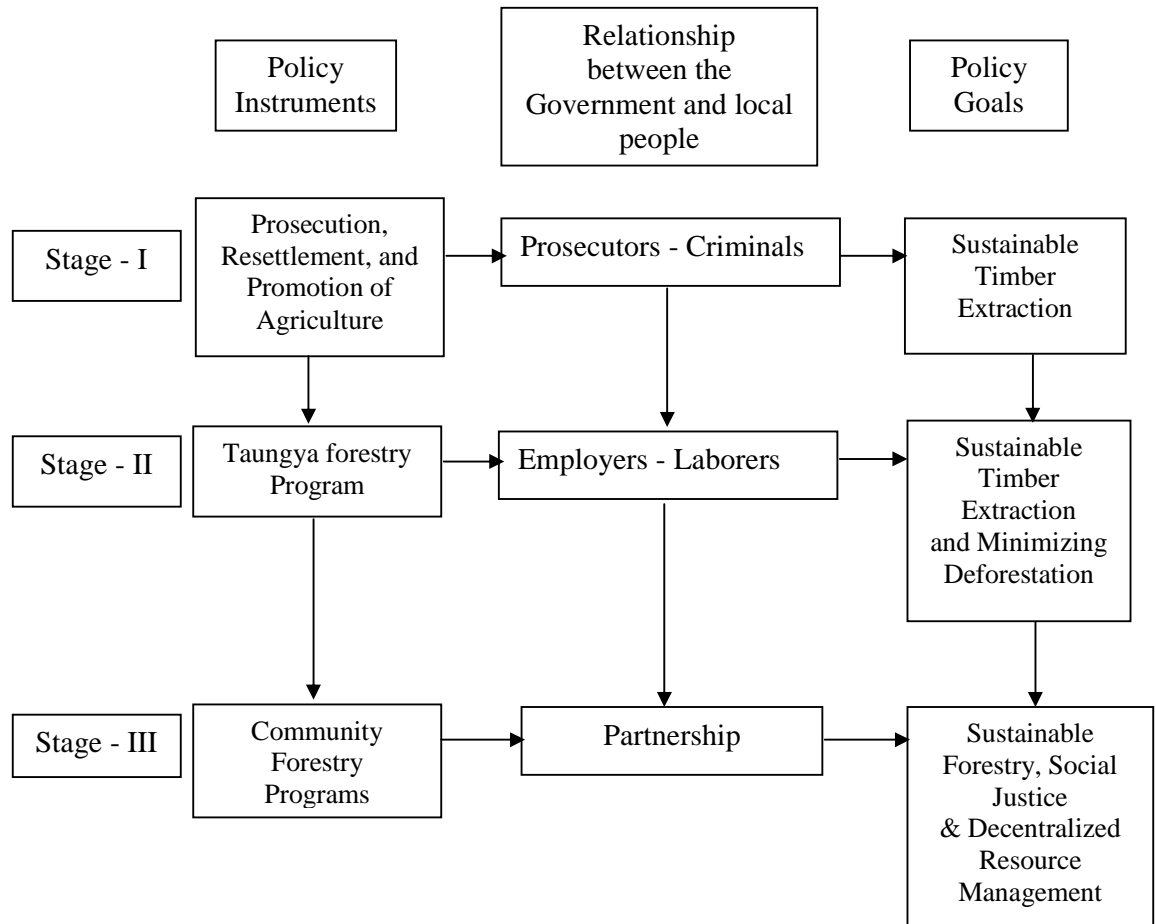 Policy
Instruments
Relationship
between the
Government and local
people
Policy
Goals
Stage - I
Prosecution,
Resettlement, and
Promotion of
Agriculture
Prosecutors - Criminals
Sustainable
Timber
Extraction
Stage - II
Taungya forestry
Program
Employers - Laborers
Sustainable
Timber
Extraction
and Minimizing
Deforestation
Stage - III
Community
Forestry
Programs
Partnership
Sustainable
Forestry, Social
Justice
& Decentralized
Resource
Management